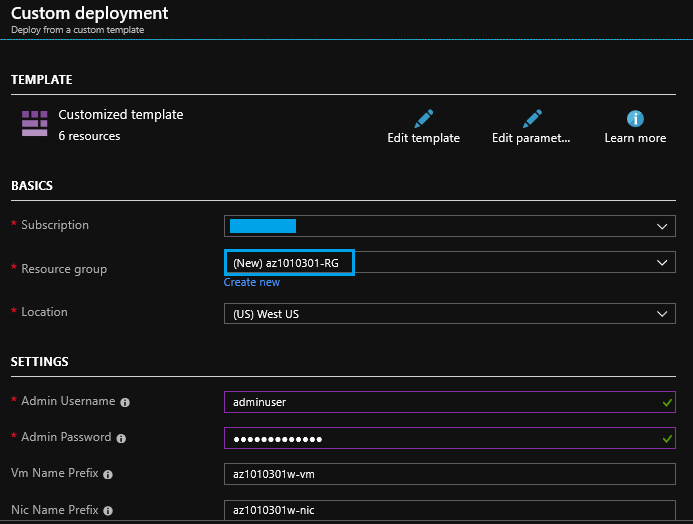 Custom deployment
Deploy from a custom template
TEMPLATE
Customized template
6 resources
Edit template
Edit paramet...
Learn more
BASICS
* Subscription
* Resource group
(New) az1010301-RG
Create new
* Location
(US) West US
SETTINGS
* Admin Username
adminuser
* Admin Password
●●●●●●●●●●●●●
Vm Name Prefix
az1010301w-vm
Nic Name Prefix
az1010301w-nic